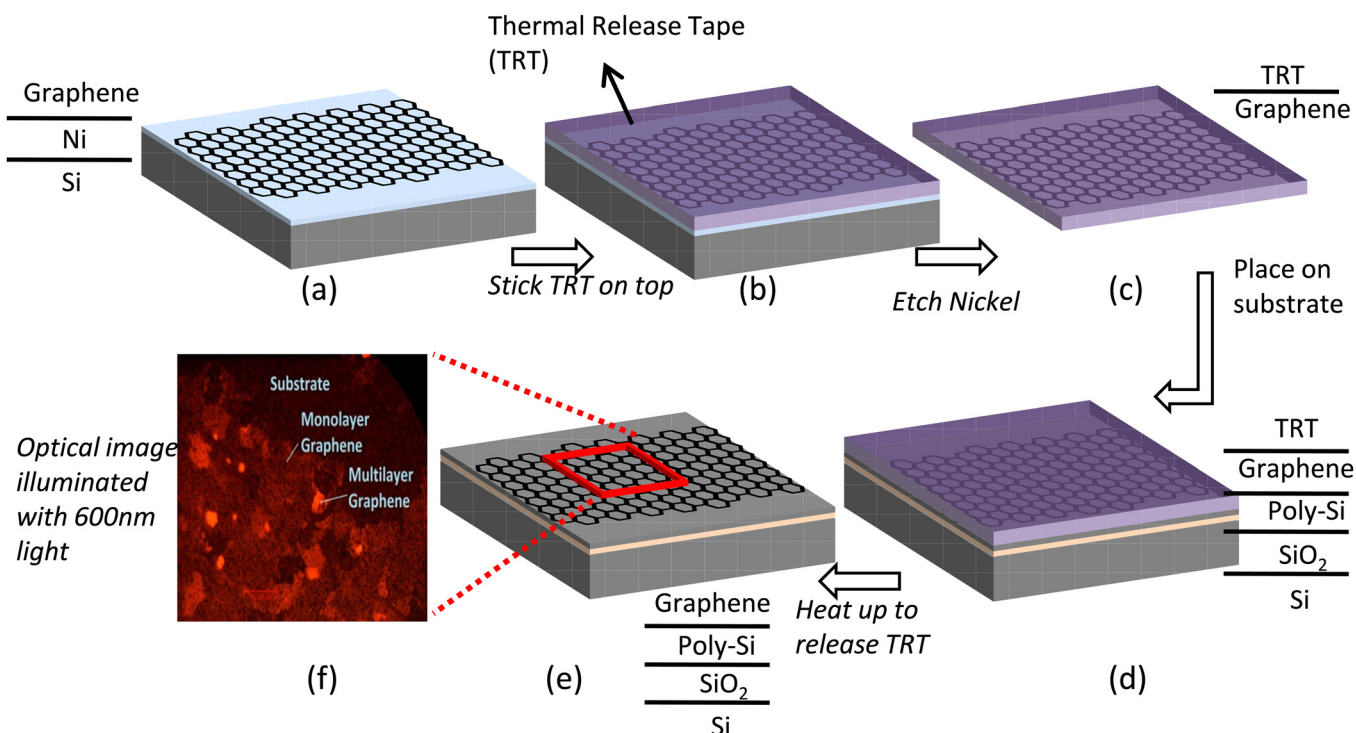 Thermal Release Tape
(TRT)
Graphene
Ni
Si
TRT
Graphene
(a)
Stick TRT on top
(b)
Etch Nickel
(c)
Place on
substrate
Substrate
Monolayer
Graphene
Multilayer
Graphene
Optical image
illuminated
with 600nm
light
TRT
Graphene
Poly-Si
SiO₂
Si
Heat up to
release TRT
Graphene
Poly-Si
SiO₂
Si
(f)
(e)
(d)